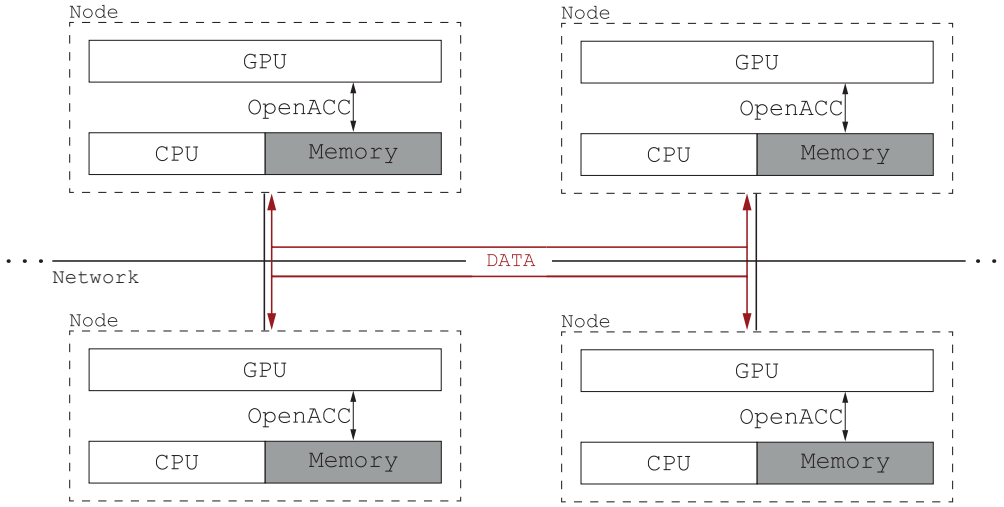 Node
Node
GPU
GPU
OpenACC
OpenACC
CPU
Memory
CPU
Memory
...
DATA
...
Network
Node
Node
GPU
GPU
OpenACC
OpenACC
CPU
Memory
CPU
Memory